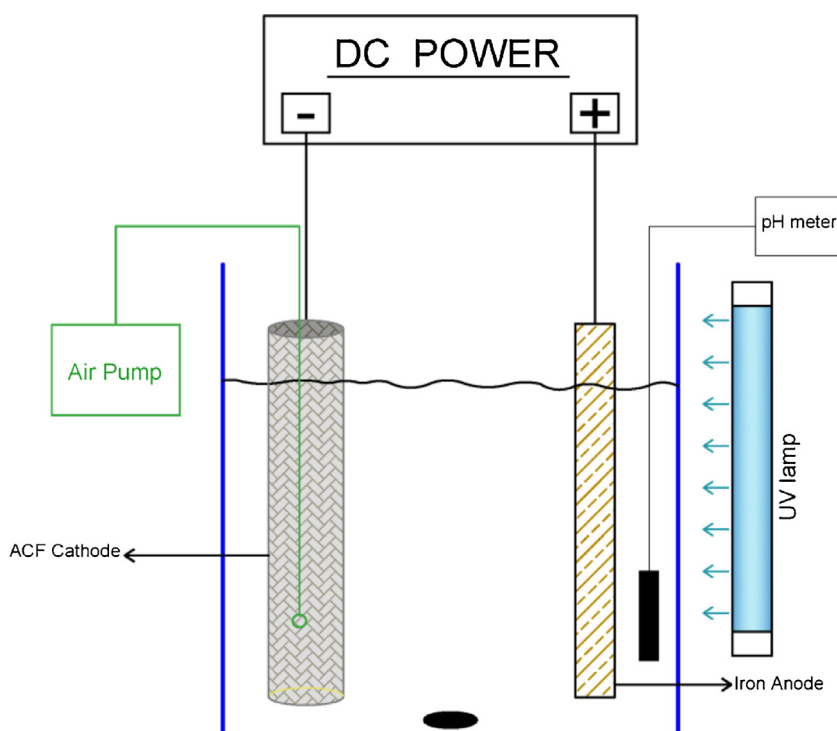 DC POWER
- +
pH meter
Air Pump
UV lamp
ACF Cathode
Iron Anode